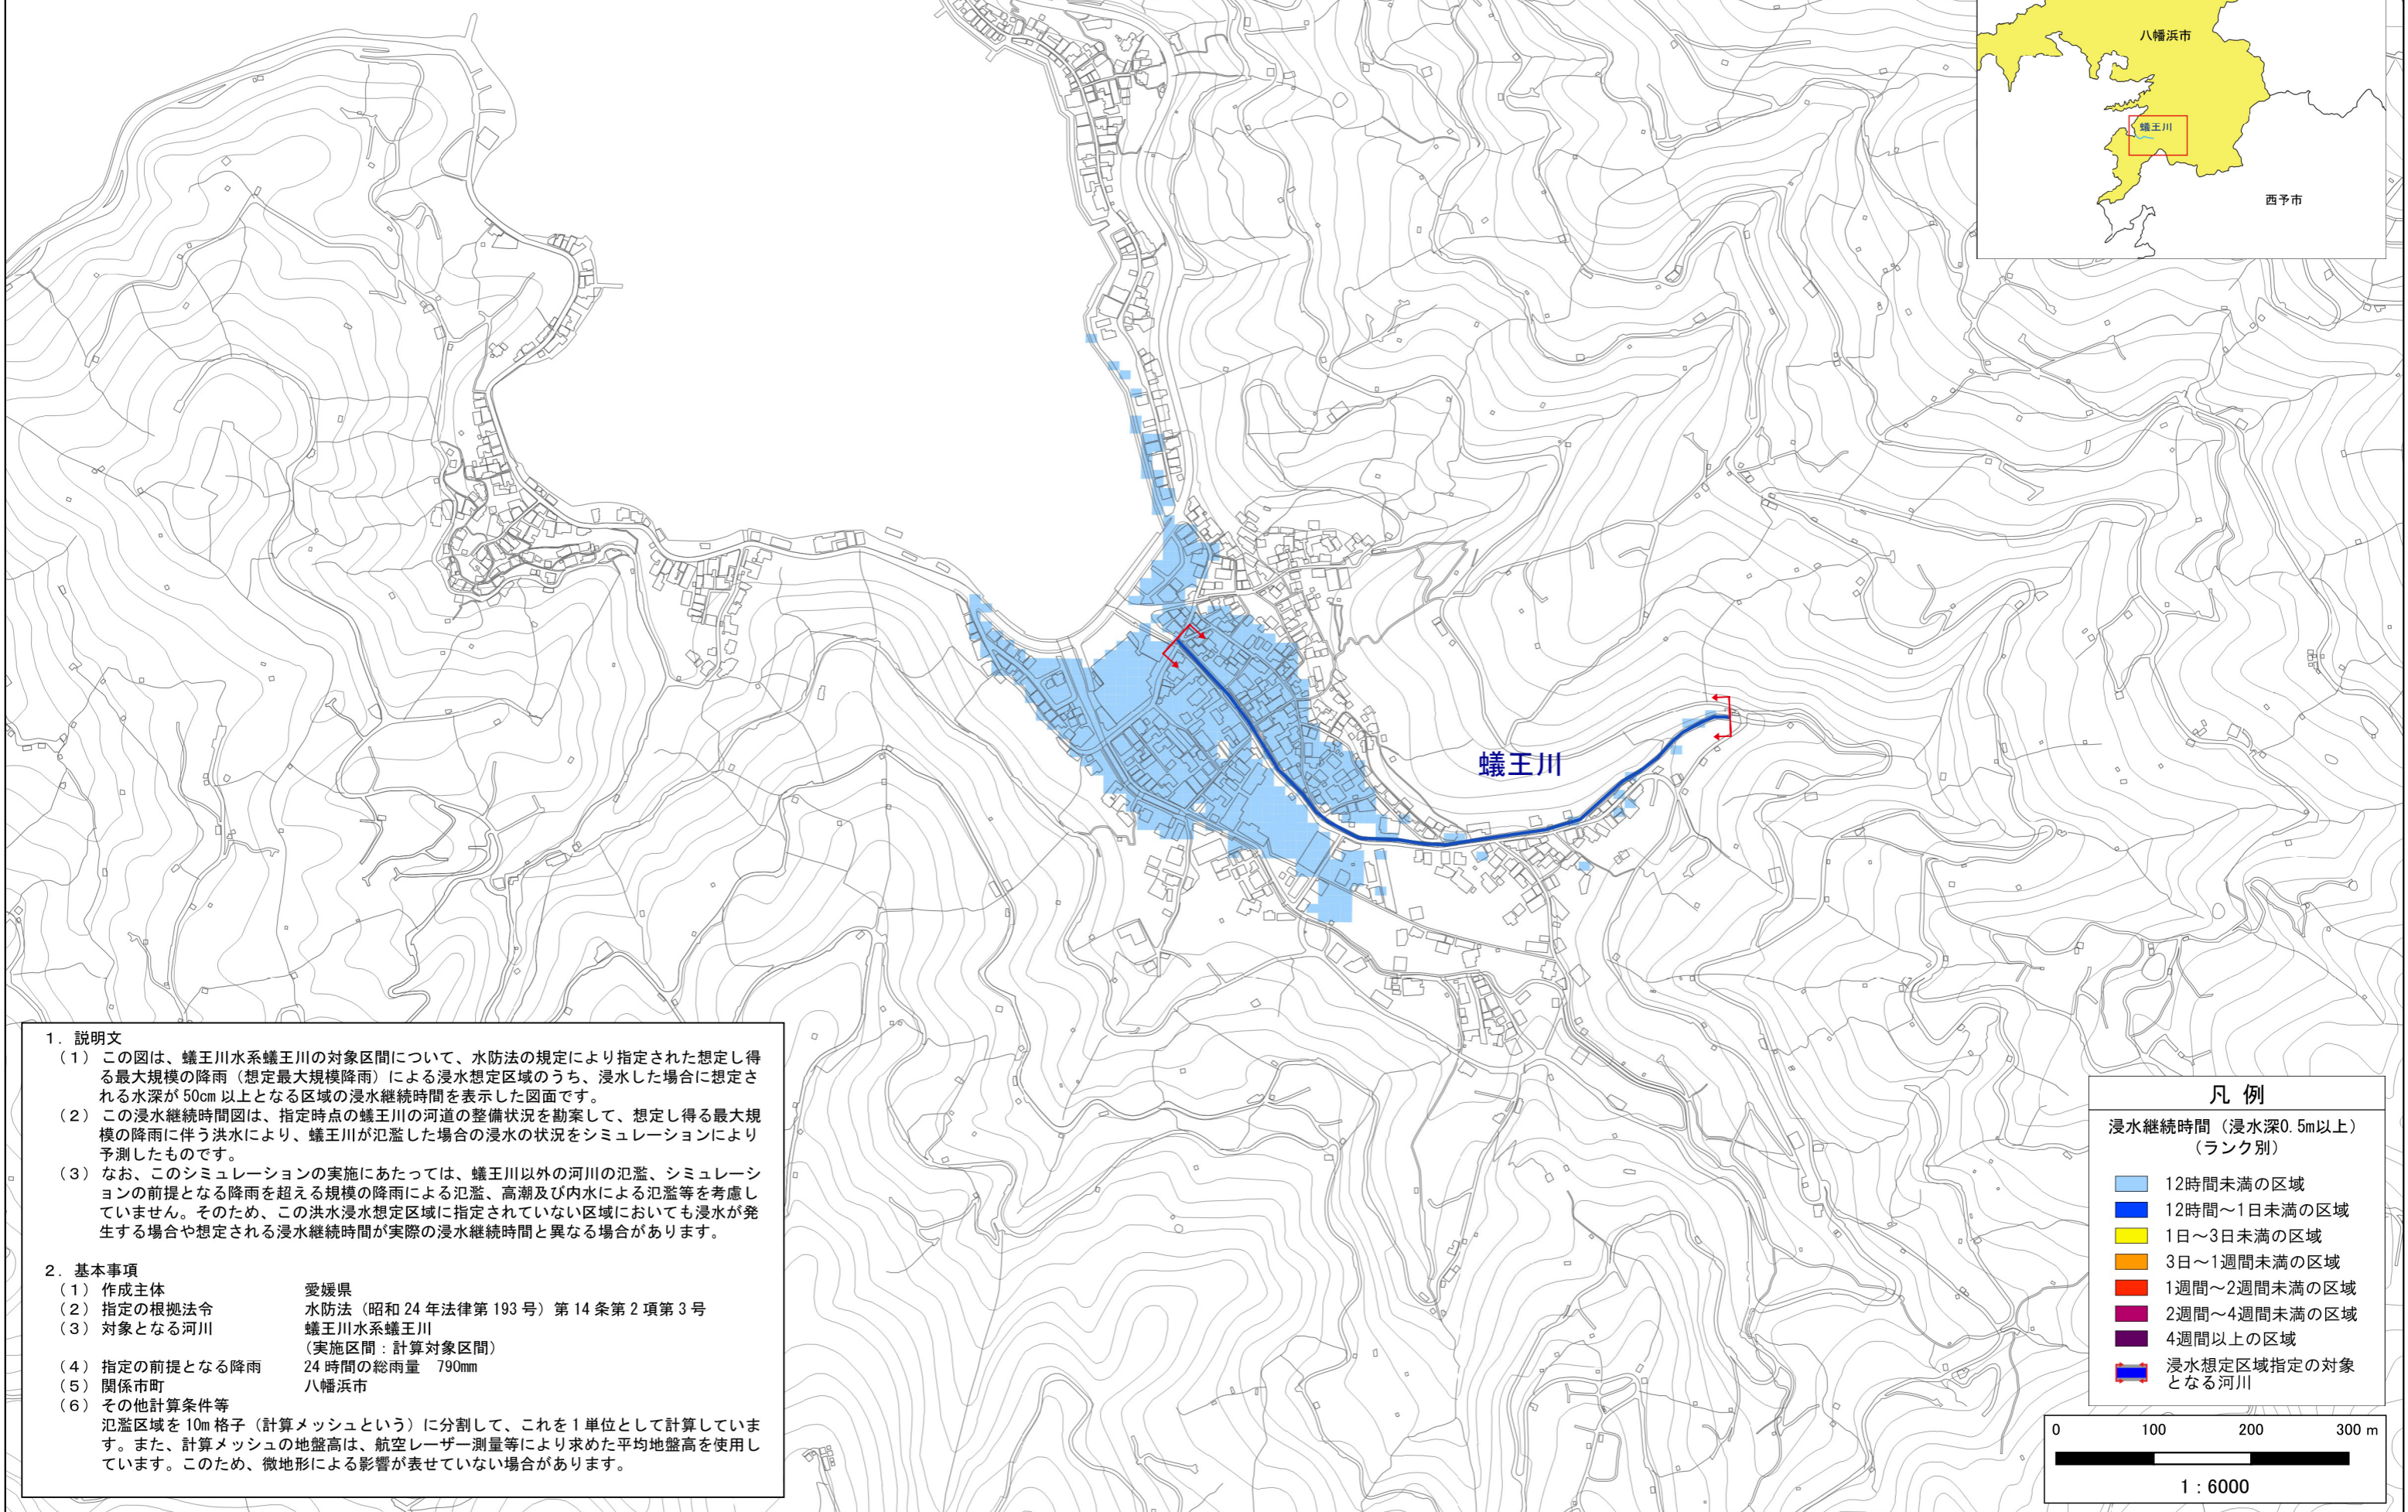 八幡浜市
蟻王川
西予市
蟻王川
1. 説明文
(1) この図は、蟻王川水系蟻王川の対象区間について、水防法の規定により指定された想定し得
る最大規模の降雨（想定最大規模降雨）による浸水想定区域のうち、浸水した場合に想定さ
れる水深が 50cm 以上となる区域の浸水継続時間を表示した図面です。
(2) この浸水継続時間図は、指定時点の蟻王川の河道の整備状況を勘案して、想定し得る最大規
模の降雨に伴う洪水により、蟻王川が氾濫した場合の浸水の状況をシミュレーションにより
予測したものです。
(3) なお、このシミュレーションの実施にあたっては、蟻王川以外の河川の氾濫、シミュレーシ
ョンの前提となる降雨を超える規模の降雨による氾濫、高潮及び内水による氾濫等を考慮し
ていません。そのため、この洪水浸水想定区域に指定されていない区域においても浸水が発
生する場合や想定される浸水継続時間が実際の浸水継続時間と異なる場合があります。
2. 基本事項
(1) 作成主体 愛媛県
(2) 指定の根拠法令 水防法（昭和 24 年法律第 193 号）第 14 条第 2 項第 3 号
(3) 対象となる河川 蟻王川水系蟻王川
（実施区間：計算対象区間）
(4) 指定の前提となる降雨 24 時間の総雨量 790mm
(5) 関係市町 八幡浜市
(6) その他計算条件等
氾濫区域を 10m 格子（計算メッシュという）に分割して、これを 1 単位として計算していま
す。また、計算メッシュの地盤高は、航空レーザー測量等により求めた平均地盤高を使用し
ています。このため、微地形による影響が表せていない場合があります。
凡 例
浸水継続時間（浸水深0.5m以上）
（ランク別）
12時間未満の区域
12時間～1日未満の区域
1日～3日未満の区域
3日～1週間未満の区域
1週間～2週間未満の区域
2週間～4週間未満の区域
4週間以上の区域
浸水想定区域指定の対象
となる河川
0 100 200 300 m
1：6000